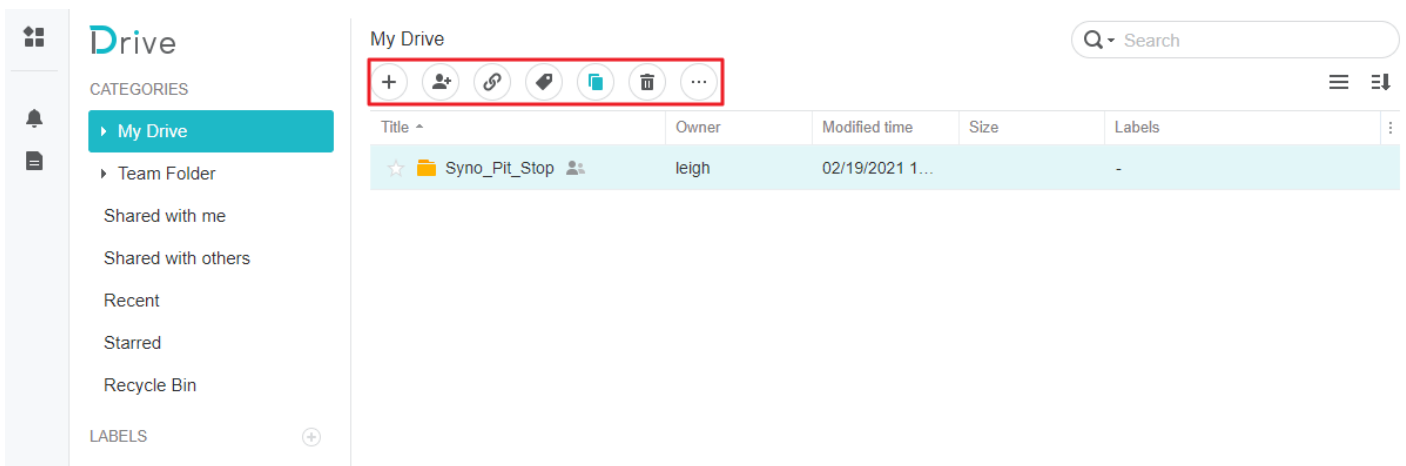 Drive
CATEGORIES
My Drive
Team Folder
Shared with me
Shared with others
Recent
Starred
Recycle Bin
LABELS
My Drive
Search
Title Owner Modified time Size Labels
Syno_Pit_Stop leigh 02/19/2021 1... -